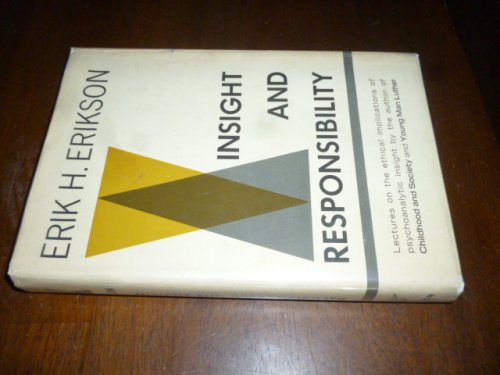 ERIK H. ERIKSON
INSIGHT
AND
RESPONSIBILITY
Lectures on the ethical implications of
psychoanalytic insight by the author of
Childhood and Society and Young Man Luther